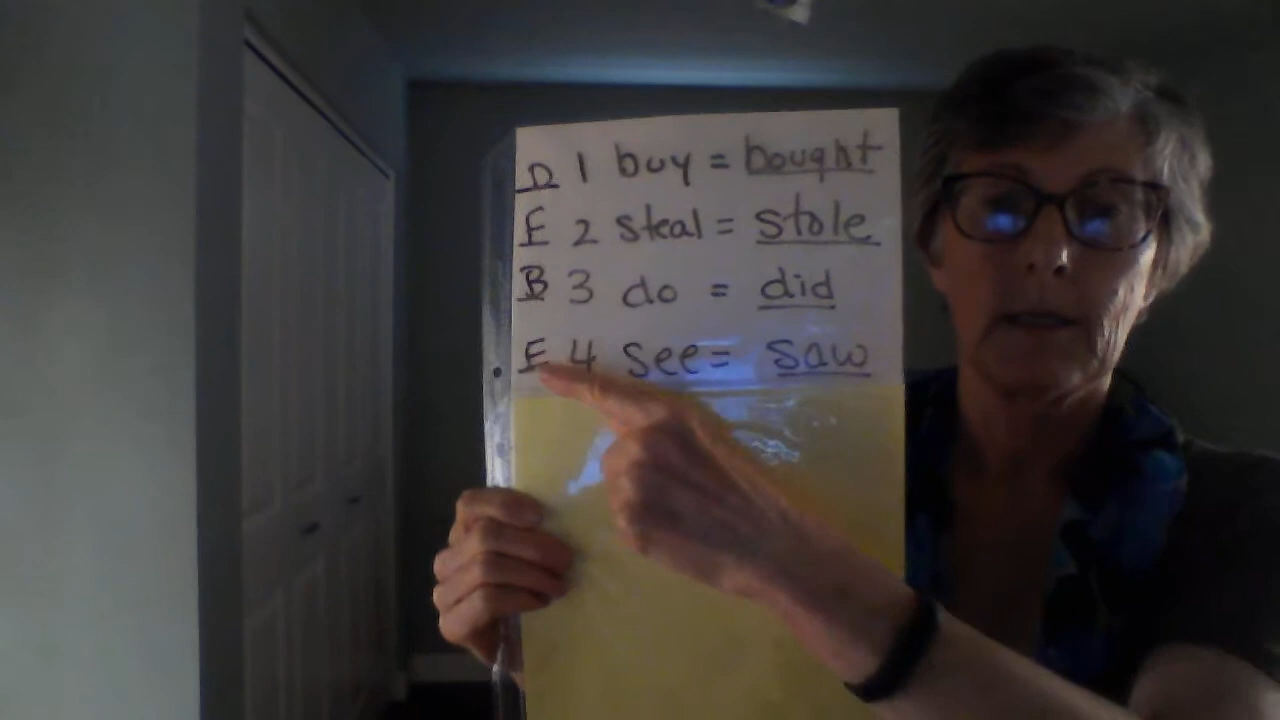 D 1 buy = bought
E 2 steal = stole
B 3 do = did
E 4 see = saw